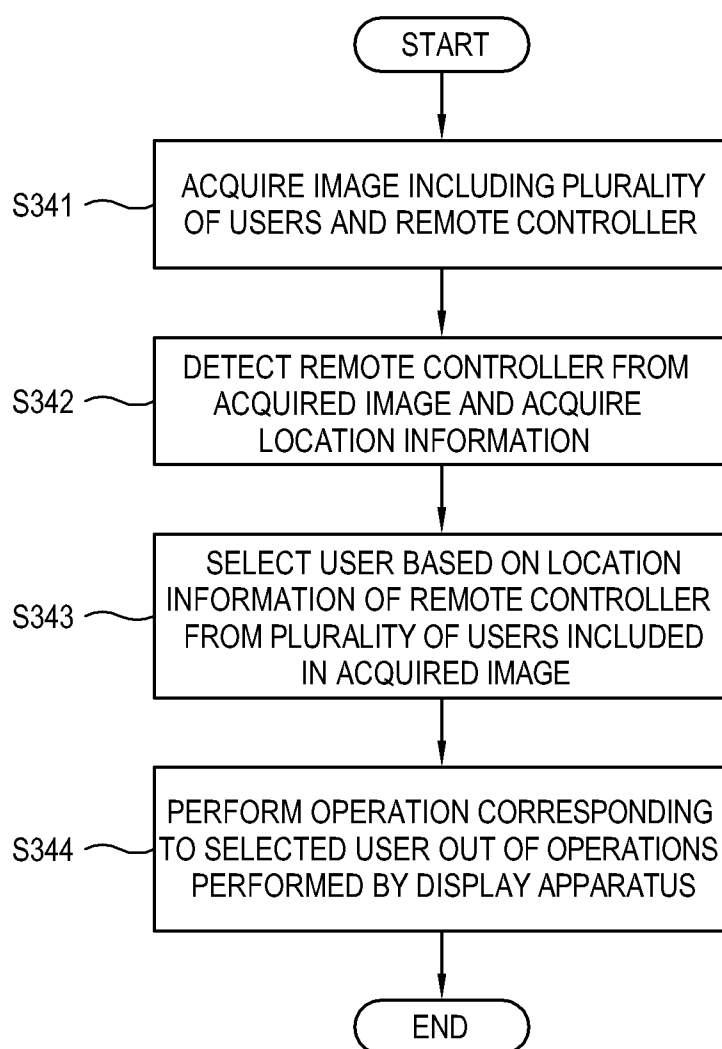 START
S341
ACQUIRE IMAGE INCLUDING PLURALITY
OF USERS AND REMOTE CONTROLLER
S342
DETECT REMOTE CONTROLLER FROM
ACQUIRED IMAGE AND ACQUIRE
LOCATION INFORMATION
S343
SELECT USER BASED ON LOCATION
INFORMATION OF REMOTE CONTROLLER
FROM PLURALITY OF USERS INCLUDED
IN ACQUIRED IMAGE
S344
PERFORM OPERATION CORRESPONDING
TO SELECTED USER OUT OF OPERATIONS
PERFORMED BY DISPLAY APPARATUS
END